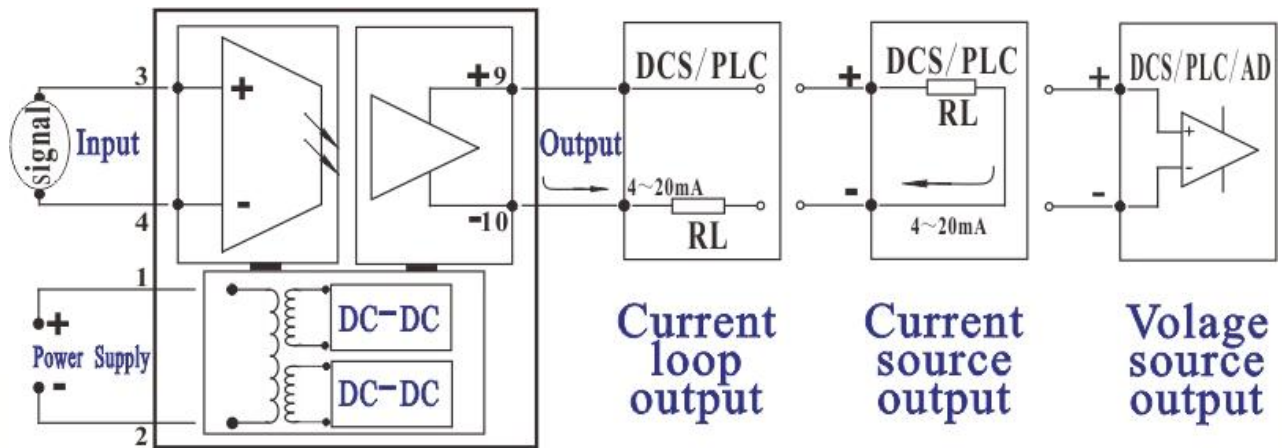 3
+
signal
Input
-
4
+
9
-
10
Output
1
+
Power Supply
-
2
DC-DC
DC-DC
DCS/PLC
4~20mA
RL
Current
loop
output
+
DCS/PLC
RL
-
4~20mA
Current
source
output
+
DCS/PLC/AD
+
-
-
Volage
source
output